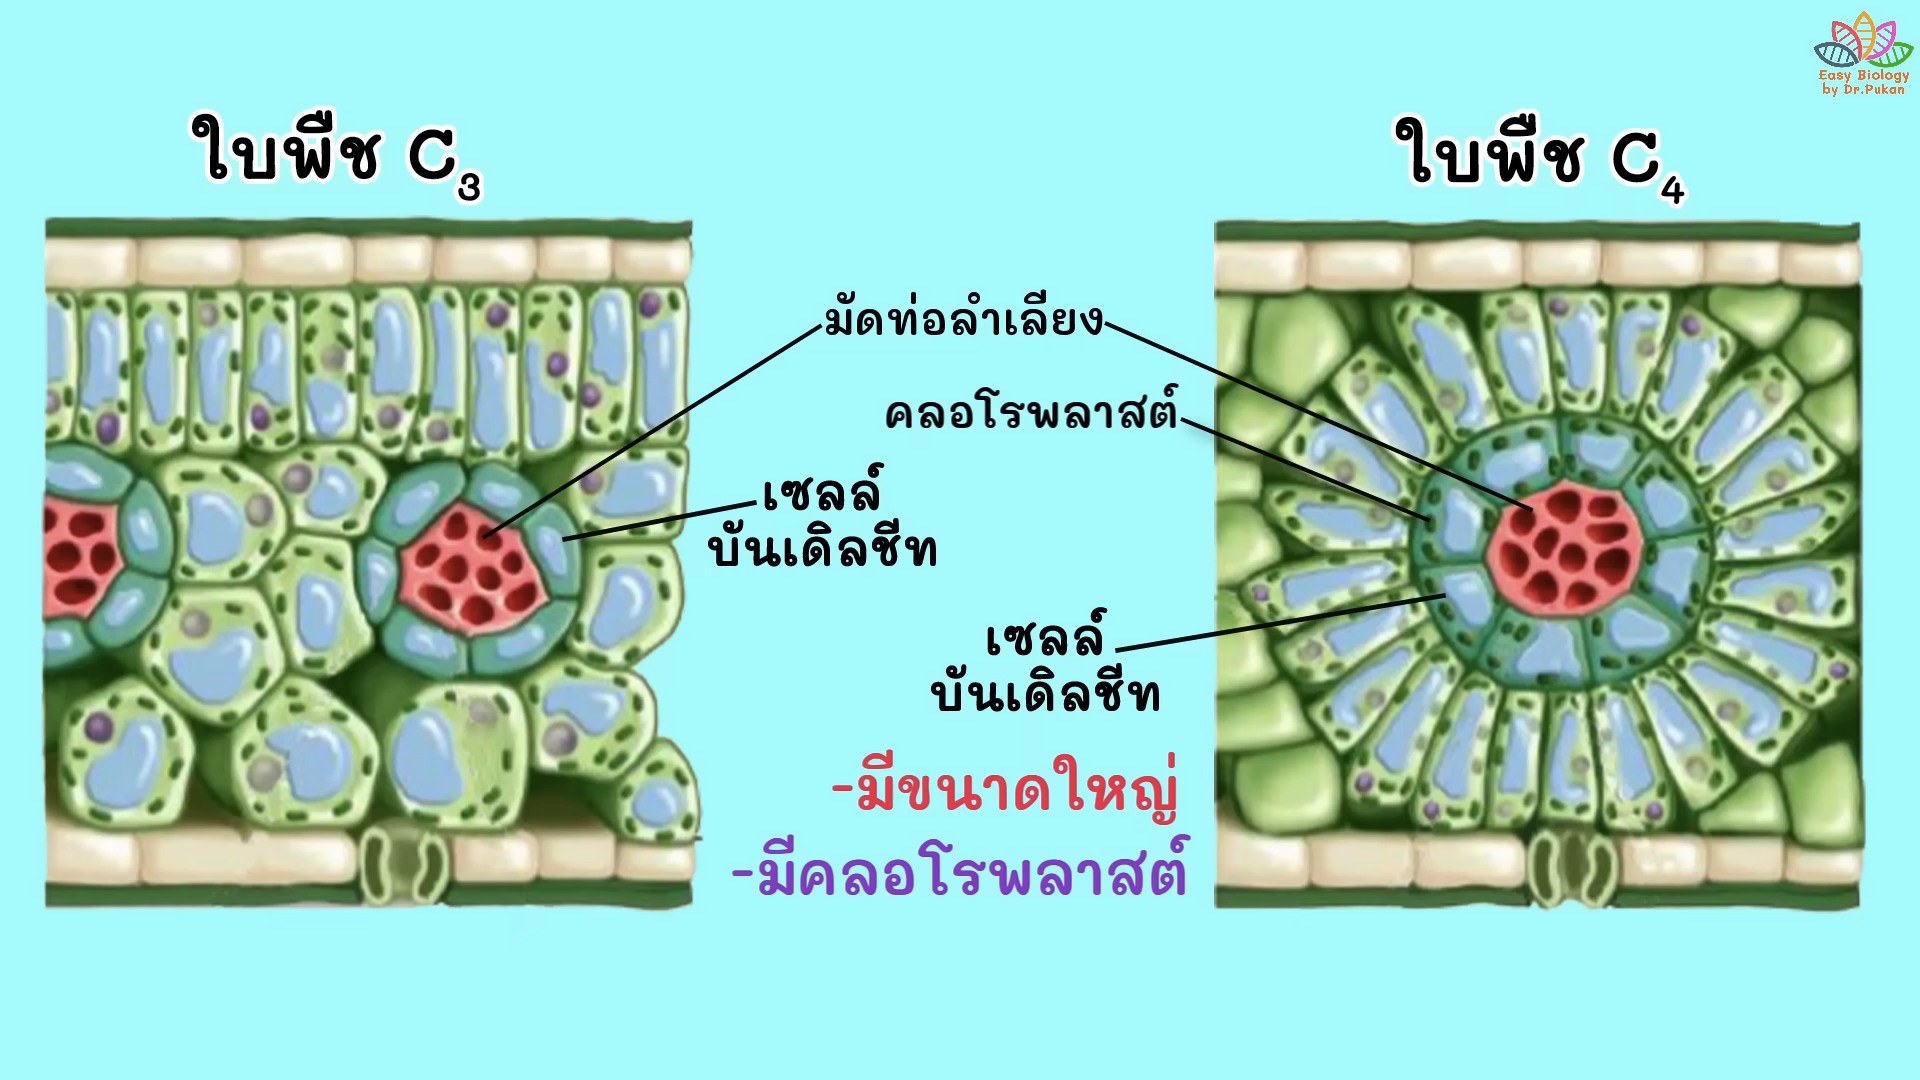 Easy Biology
by Dr.Pukan
ใบพืช C₃
ใบพืช C₄
มัดท่อลำเลียง
คลอโรพลาสต์
เซลล์
บันเดิลชีท
เซลล์
บันเดิลชีท
-มีขนาดใหญ่
-มีคลอโรพลาสต์